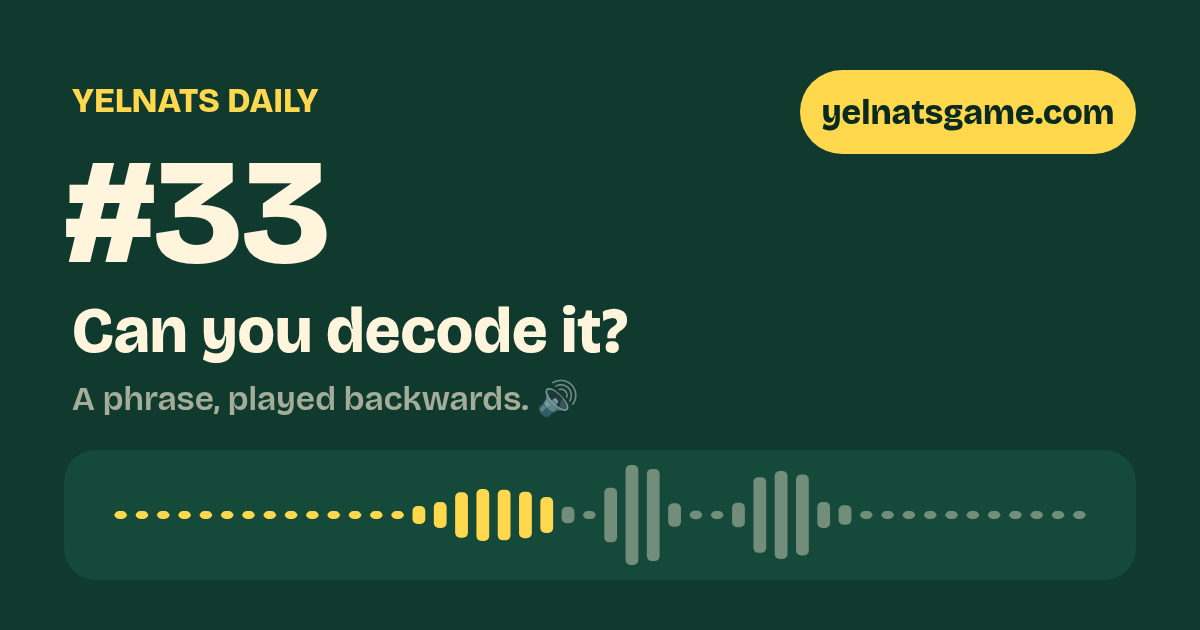 YELNATS DAILY
yelnatsgame.com
#33
Can you decode it?
A phrase, played backwards. 🔊